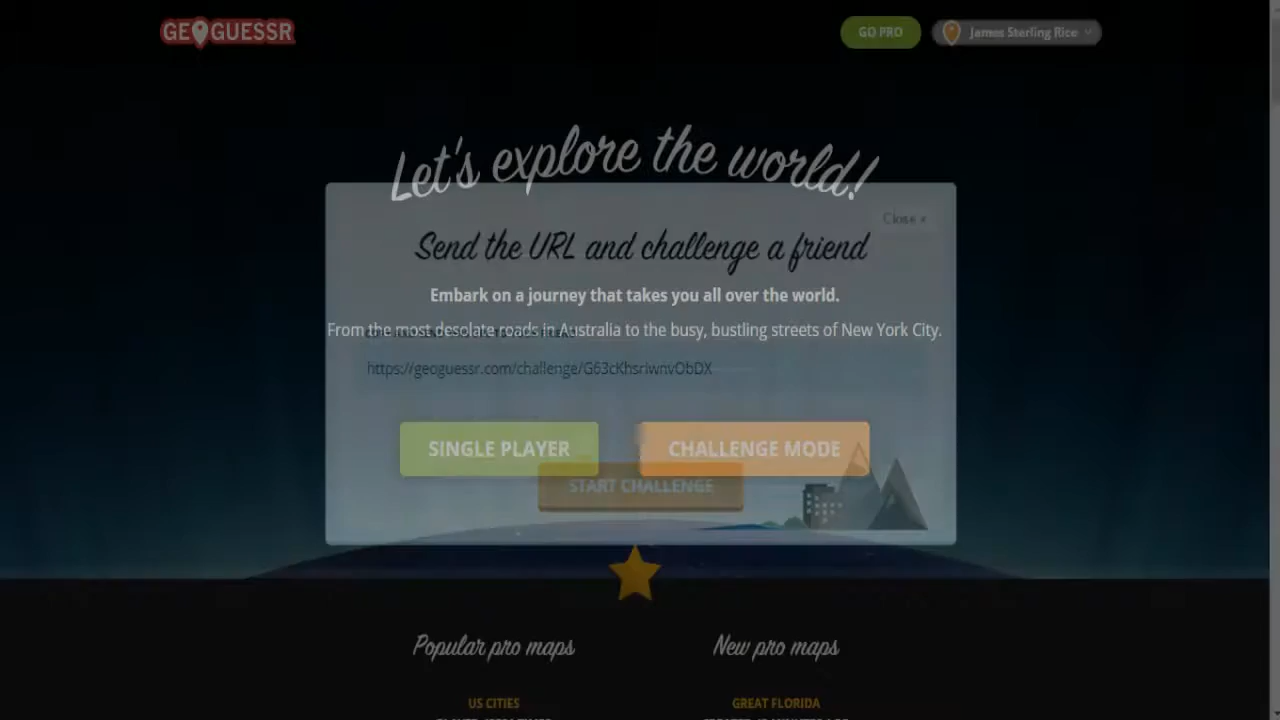 GEOGUESSR
GO PRO
James Sterling Rice
Let's explore the world!
Close x
Send the URL and challenge a friend
Embark on a journey that takes you all over the world.
From the most desolate roads in Australia to the busy, bustling streets of New York City.
https://geoguessr.com/challenge/G63cKhsrIwnvObDX
SINGLE PLAYER
CHALLENGE MODE
START CHALLENGE
Popular pro maps
New pro maps
US CITIES
GREAT FLORIDA